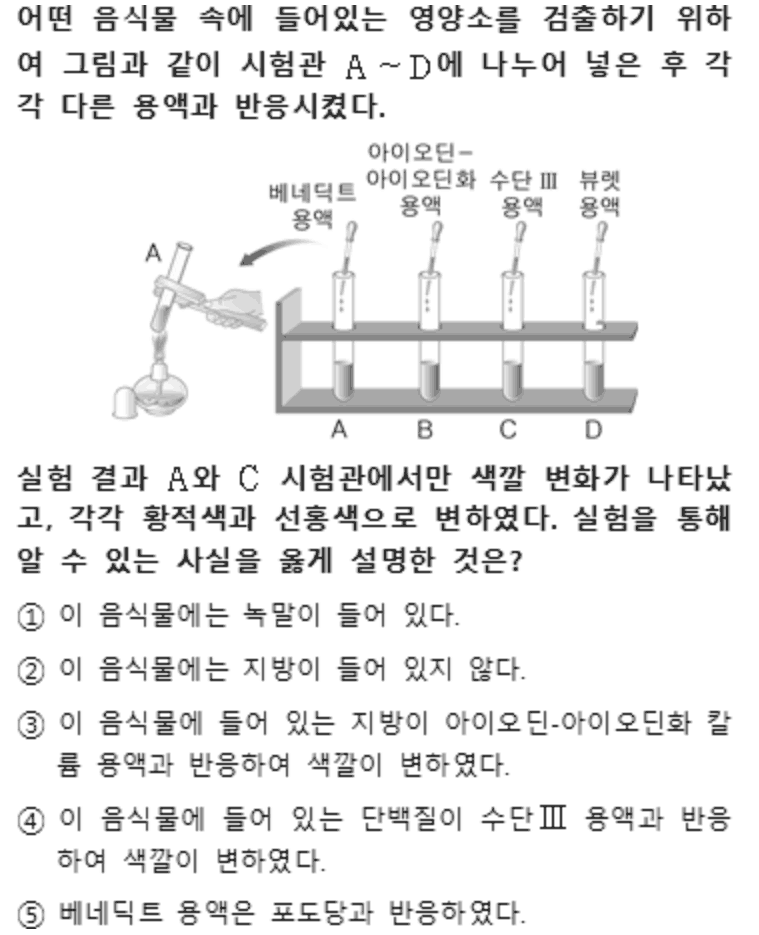 어떤 음식물 속에 들어있는 영양소를 검출하기 위하
여 그림과 같이 시험관 A ~ D에 나누어 넣은 후 각
각 다른 용액과 반응시켰다.
아이오딘-
베네딕트 아이오딘화 수단 Ⅲ 뷰렛
용액 용액 용액 용액
A
A B C D
실험 결과 A와 C 시험관에서만 색깔 변화가 나타났
고, 각각 황적색과 선홍색으로 변하였다. 실험을 통해
알 수 있는 사실을 옳게 설명한 것은?
① 이 음식물에는 녹말이 들어 있다.
② 이 음식물에는 지방이 들어 있지 않다.
③ 이 음식물에 들어 있는 지방이 아이오딘-아이오딘화 칼
륨 용액과 반응하여 색깔이 변하였다.
④ 이 음식물에 들어 있는 단백질이 수단Ⅲ 용액과 반응
하여 색깔이 변하였다.
⑤ 베네딕트 용액은 포도당과 반응하였다.